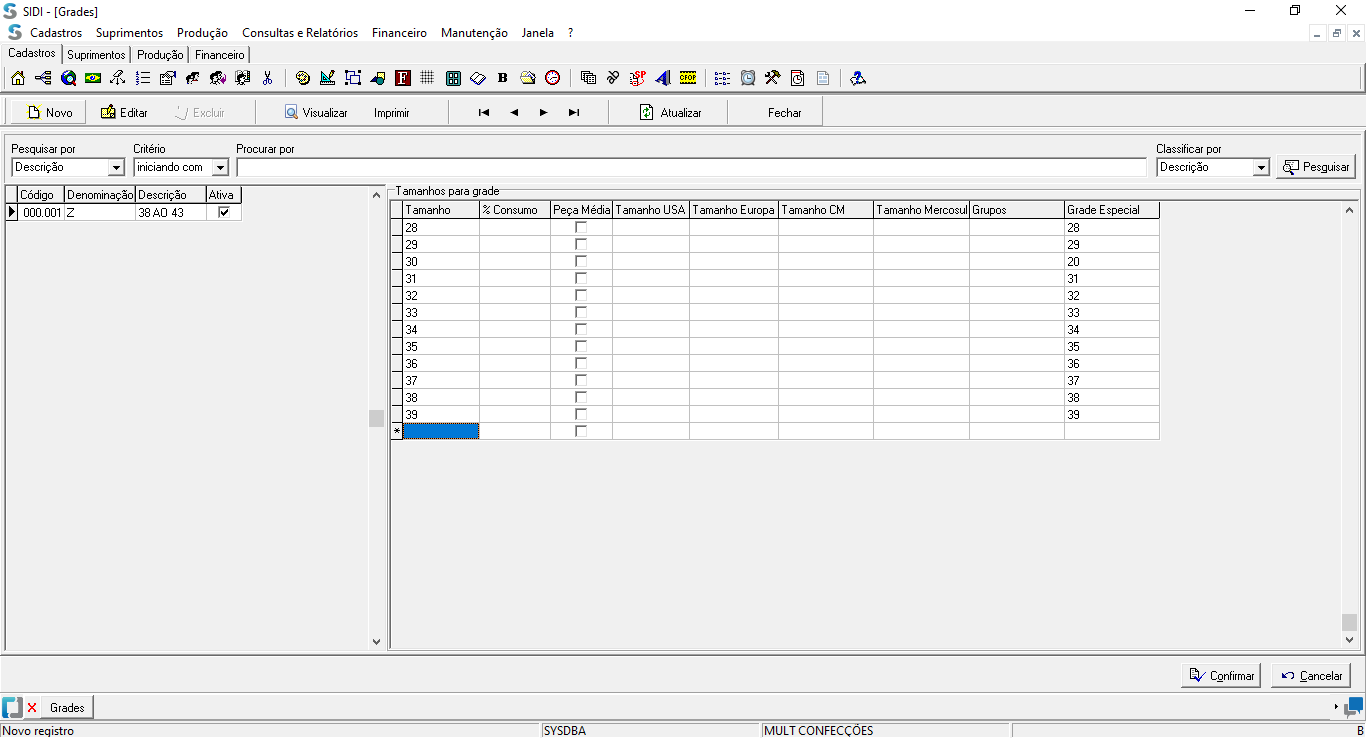 SIDI - [Grades]
Cadastros Suprimentos Produção Consultas e Relatórios Financeiro Manutenção Janela ?
Cadastros Suprimentos Produção Financeiro
F B SP CFOP
Novo Editar Excluir Visualizar Imprimir Atualizar Fechar
Pesquisar por Critério Procurar por Classificar por
Descrição iniciando com Descrição Pesquisar
Código Denominação Descrição Ativa
000.001 Z 38 AO 43
Tamanhos para grade
Tamanho % Consumo Peça Média Tamanho USA Tamanho Europa Tamanho CM Tamanho Mercosul Grupos Grade Especial
28 28
29 29
30 20
31 31
32 32
33 33
34 34
35 35
36 36
37 37
38 38
39 39
*
Confirmar Cancelar
Grades
Novo registro SYSDBA MULT CONFECÇÕES B